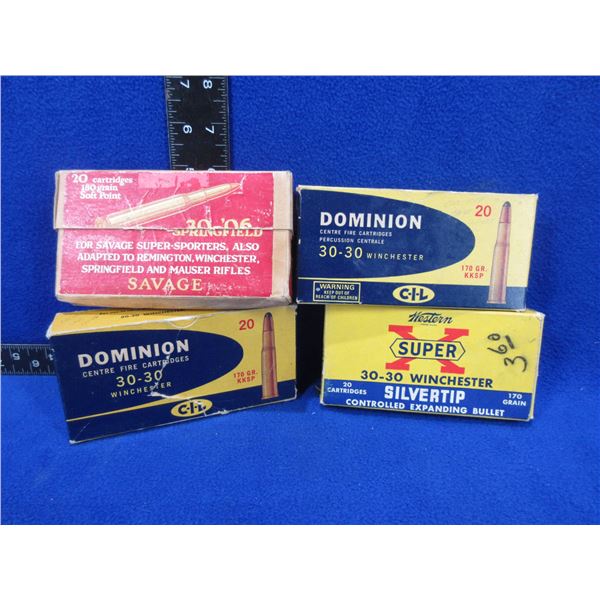 8
7
7
6
6
5
20 cartridges
180 grain
Soft Point
30-'06
SPRINGFIELD
FOR SAVAGE SUPER-SPORTERS, ALSO
ADAPTED TO REMINGTON, WINCHESTER,
SPRINGFIELD AND MAUSER RIFLES
SAVAGE
DOMINION 20
CENTRE FIRE CARTRIDGES
PERCUSSION CENTRALE
30-30 WINCHESTER
170 GR.
KKSP
WARNING
KEEP OUT OF
REACH OF CHILDREN
C-I-L
DOMINION 20
CENTRE FIRE CARTRIDGES
30-30
WINCHESTER
170 GR.
KKSP
C-I-L
Western
SUPER X
30-30 WINCHESTER
20
CARTRIDGES
SILVERTIP
170
GRAIN
CONTROLLED EXPANDING BULLET